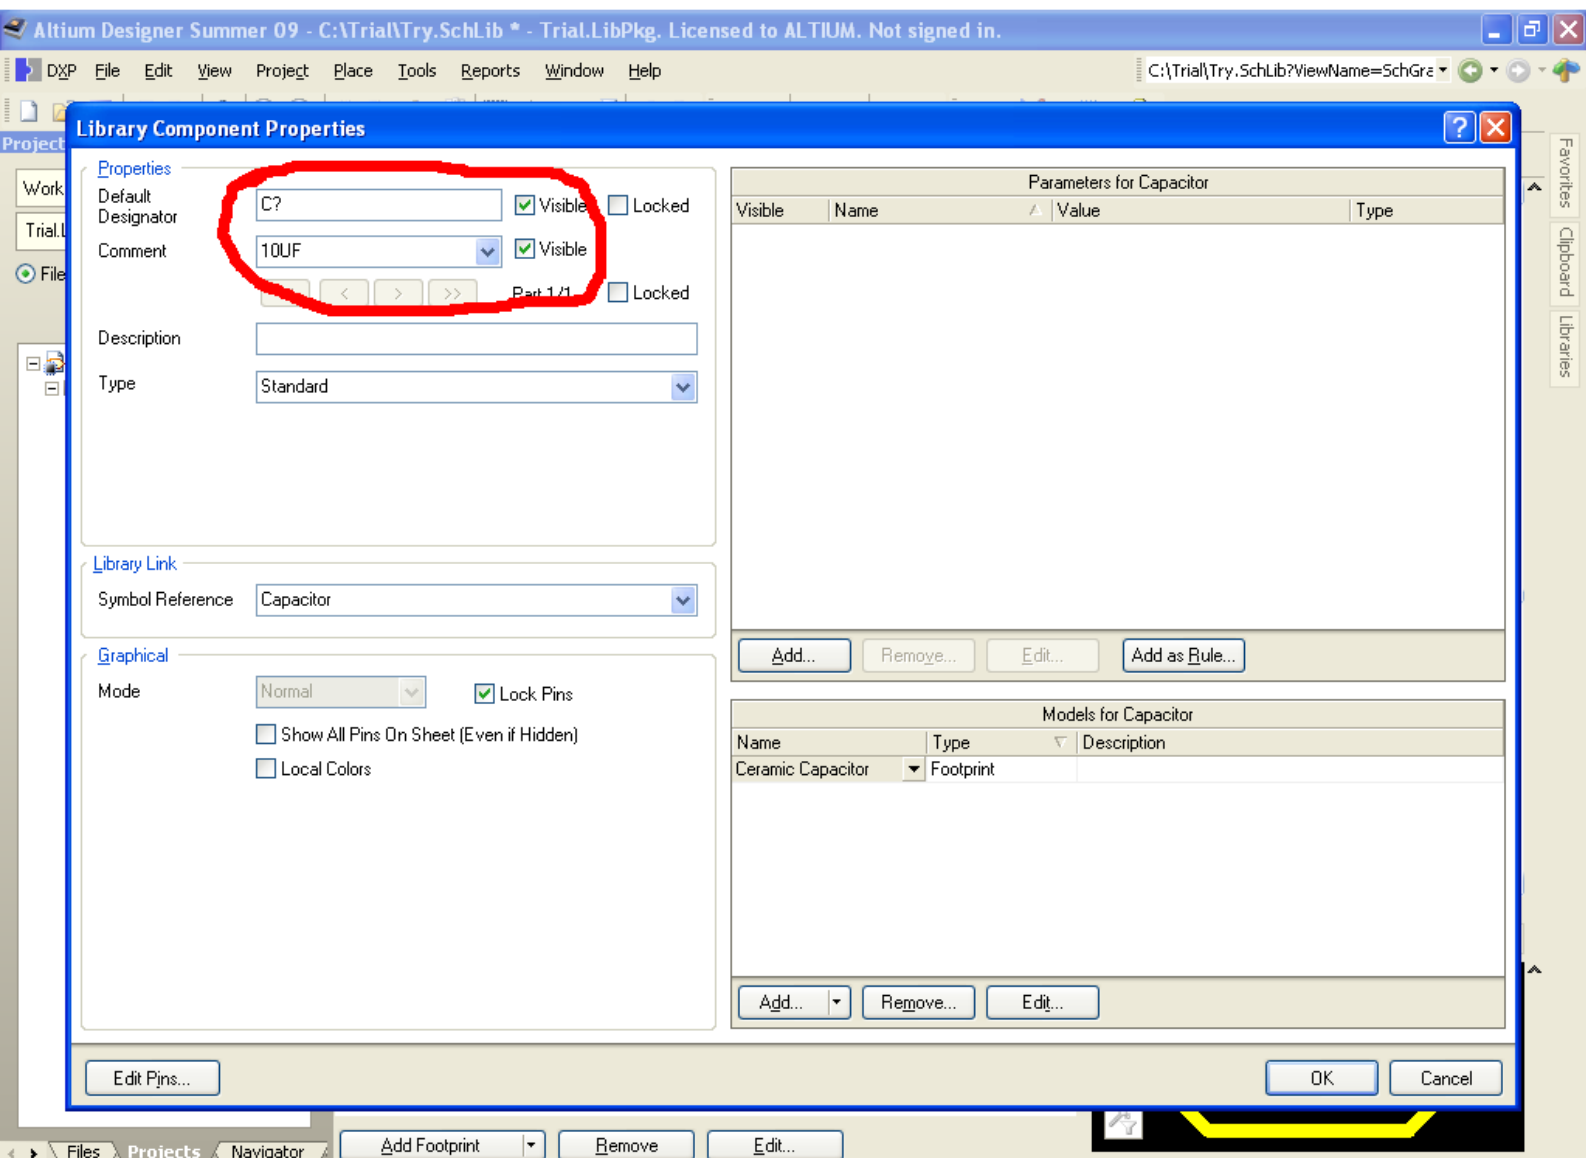 Altium Designer Summer 09 - C:\Trial\Try.SchLib * - Trial.LibPkg. Licensed to ALTIUM. Not signed in.
DXP File Edit View Project Place Tools Reports Window Help C:\Trial\Try.SchLib?ViewName=SchGra
Project
Library Component Properties
Work
Trial.L
File
Properties
Default Designator C? Visible Locked
Comment 10UF Visible
< > >> Part 1/1 Locked
Description
Type Standard
Library Link
Symbol Reference Capacitor
Graphical
Mode Normal Lock Pins
Show All Pins On Sheet (Even if Hidden)
Local Colors
Parameters for Capacitor
Visible Name Value Type
Add... Remove... Edit... Add as Rule...
Models for Capacitor
Name Type Description
Ceramic Capacitor Footprint
Add... Remove... Edit...
Edit Pins... OK Cancel
Favorites
Clipboard
Libraries
Files Projects Navigator Add Footprint Remove Edit...